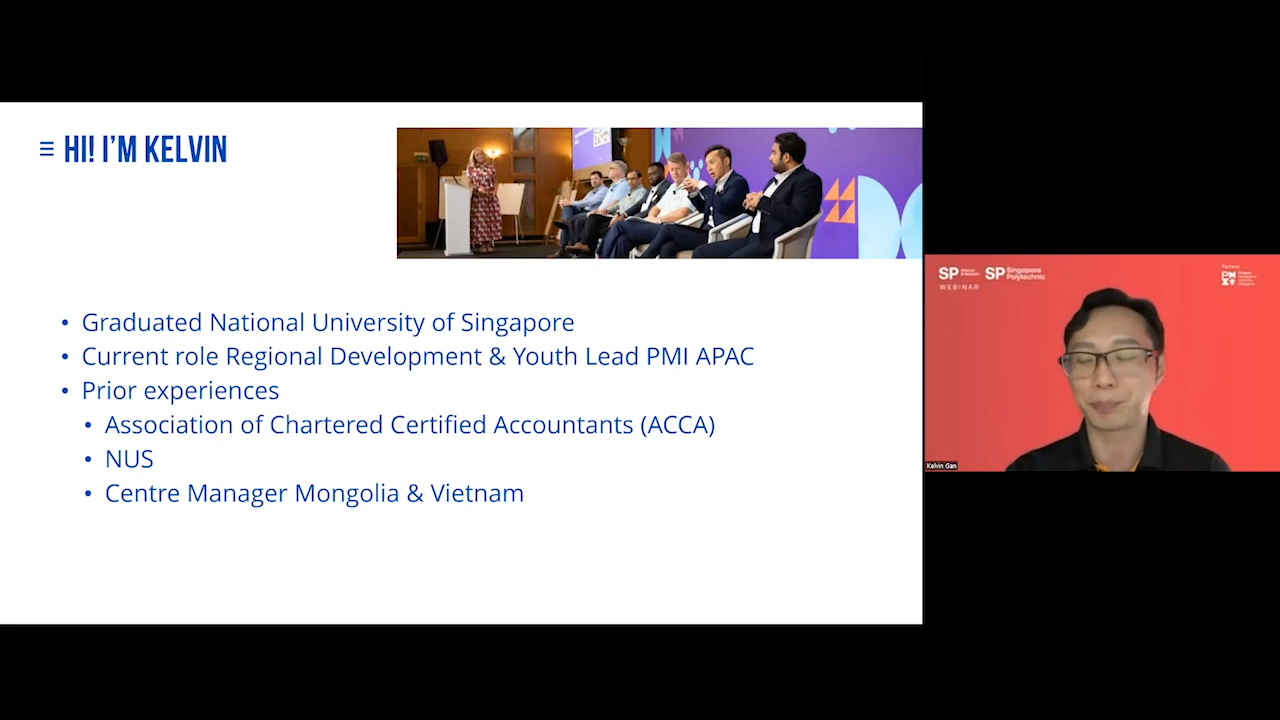 HI! I'M KELVIN
• Graduated National University of Singapore
• Current role Regional Development & Youth Lead PMI APAC
• Prior experiences
• Association of Chartered Certified Accountants (ACCA)
• NUS
• Centre Manager Mongolia & Vietnam
SP
SP Singapore Polytechnic
WEBINAR
Kelvin Gan